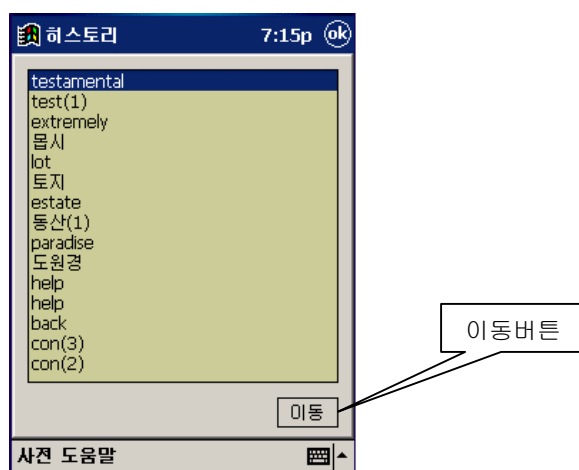 히스토리 7:15p ok
testamental
test(1)
extremely
몹시
lot
토지
estate
동산(1)
paradise
도원경
help
help
back
con(3)
con(2)
이동버튼
이동
사전 도움말